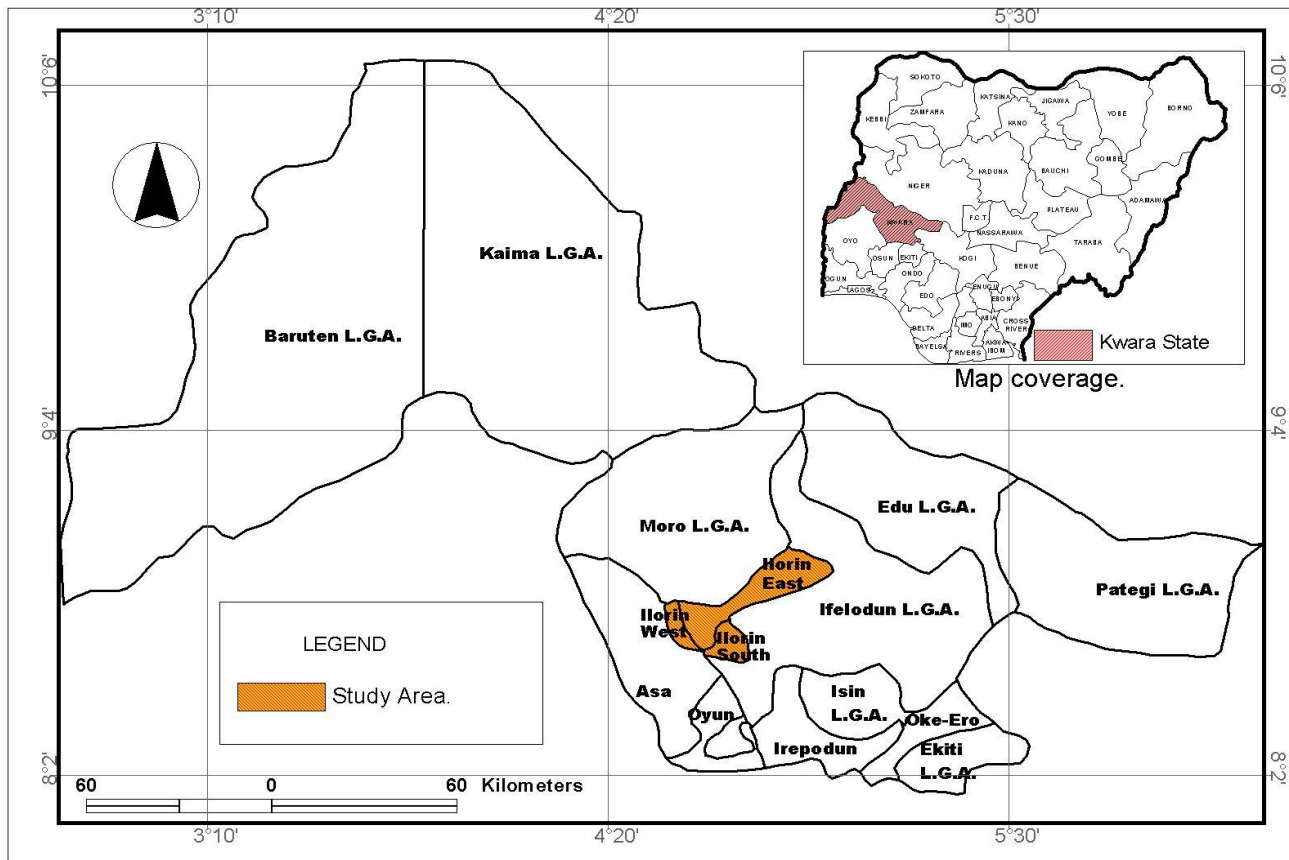 3°10'
4°20'
5°30'
10°6'
10°6'
SOKOTO
KATSINA
JIGAWA
YOBE
BORNO
KEBBI
ZAMFARA
KANO
GOMBE
KADUNA
BAUCHI
NIGER
ADAMAWA
F.C.T
PLATEAU
KWARA
NASSARAWA
TARABA
OYO
OSUN
EKITI
KOGI
BENUE
OGUN
ONDO
LAGOS
EDO
ENUGU
EBONYI
DELTA
IMO
ABIA
CROSS
RIVER
BAYELSA
RIVERS
AKWA
IBOM
Kwara State
Map coverage.
Kaima L.G.A.
Baruten L.G.A.
9°4'
9°4'
Edu L.G.A.
Moro L.G.A.
Ilorin
East
Pategi L.G.A.
Ifelodun L.G.A.
Ilorin
West
Ilorin
South
LEGEND
Study Area.
Asa
Oyun
Isin
L.G.A.
Oke-Ero
Irepodun
Ekiti
L.G.A.
8°2'
8°2'
60 0 60 Kilometers
3°10'
4°20'
5°30'